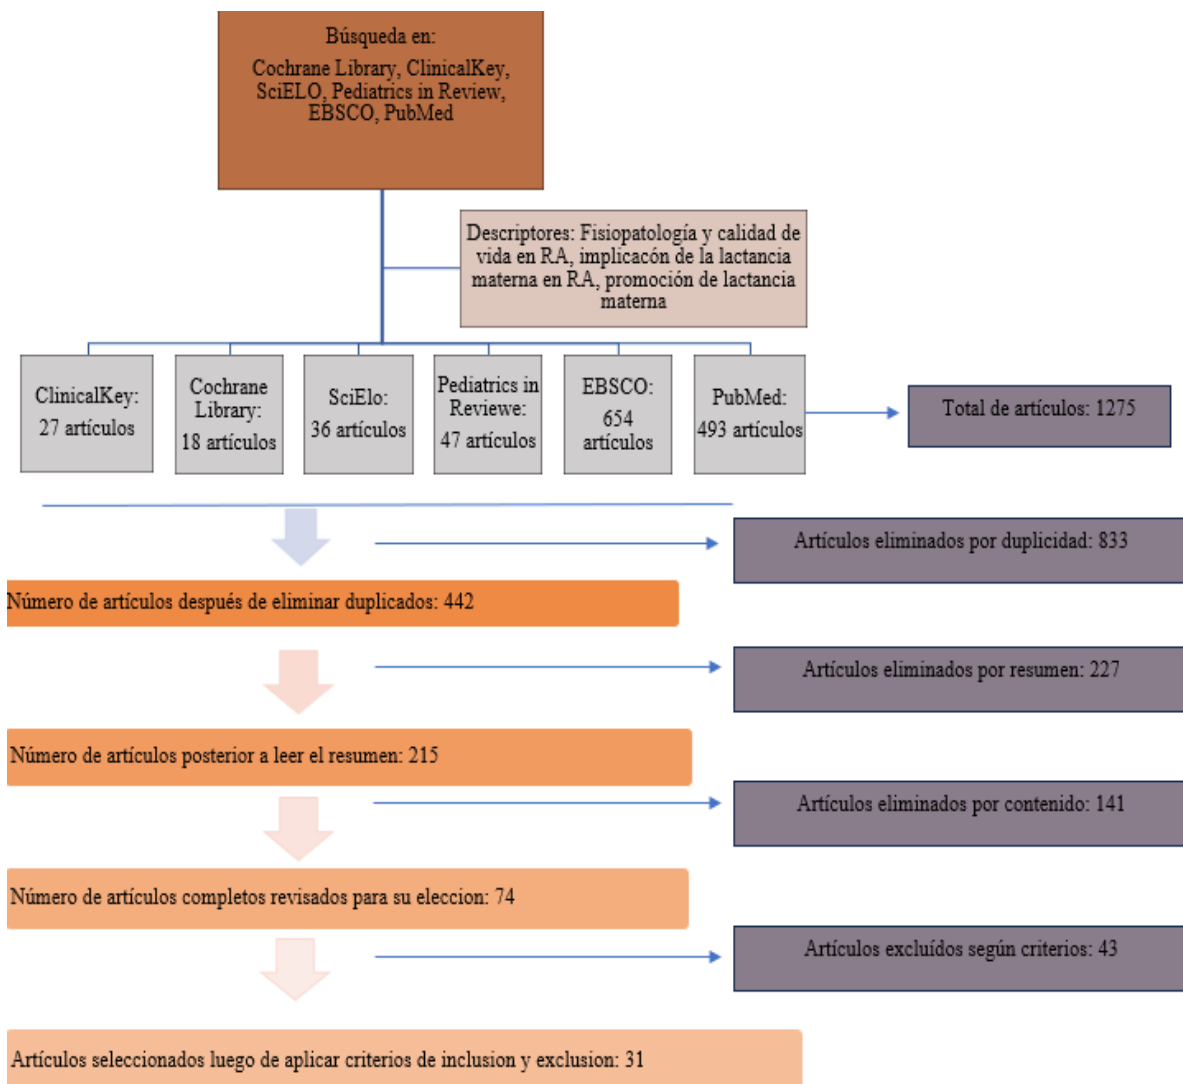 Búsqueda en:
Cochrane Library, ClinicalKey,
SciELO, Pediatrics in Review,
EBSCO, PubMed
Descriptores: Fisiopatología y calidad de
vida en RA, implicacón de la lactancia
materna en RA, promoción de lactancia
materna
ClinicalKey:
27 artículos
Cochrane
Library:
18 artículos
SciElo:
36 artículos
Pediatrics in
Reviewe:
47 artículos
EBSCO:
654
artículos
PubMed:
493 artículos
Total de artículos: 1275
Artículos eliminados por duplicidad: 833
Número de artículos después de eliminar duplicados: 442
Artículos eliminados por resumen: 227
Número de artículos posterior a leer el resumen: 215
Artículos eliminados por contenido: 141
Número de artículos completos revisados para su eleccion: 74
Artículos excluídos según criterios: 43
Artículos seleccionados luego de aplicar criterios de inclusion y exclusion: 31